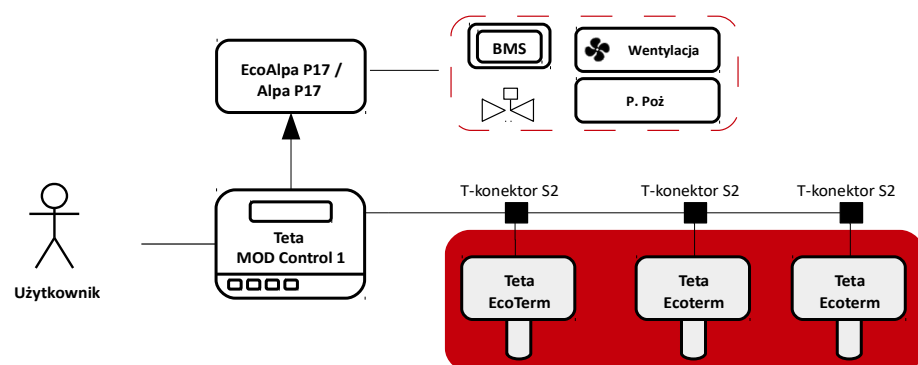 EcoAlpa P17 /
Alpa P17
BMS
Wentylacja
P. Poż
T-konektor S2
T-konektor S2
T-konektor S2
Teta
MOD Control 1
Użytkownik
Teta
EcoTerm
Teta
Ecoterm
Teta
Ecoterm